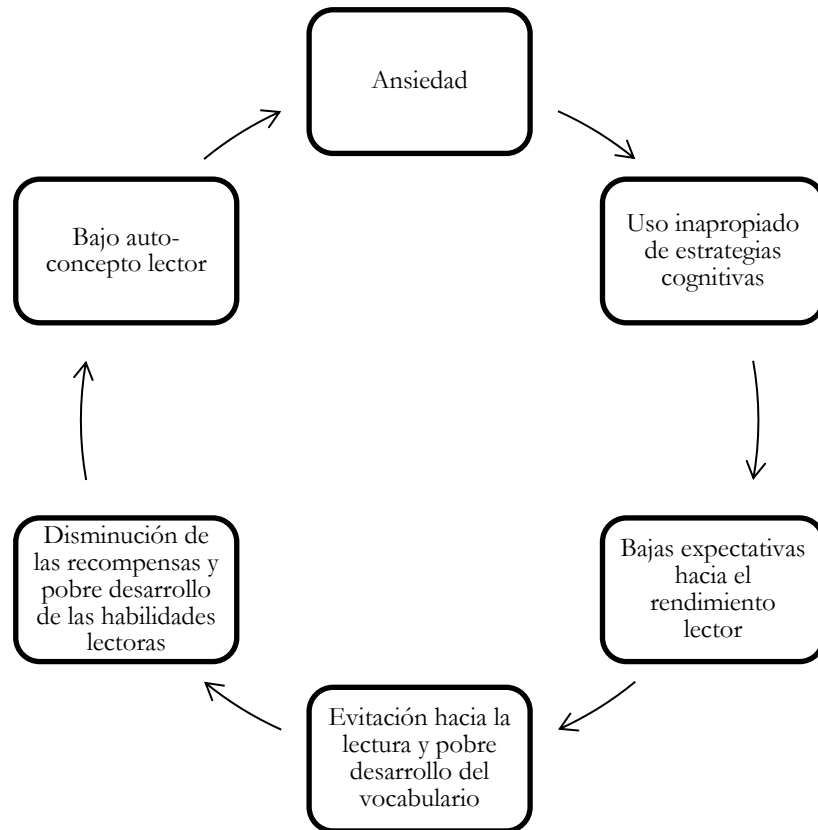 Ansiedad
Uso inapropiado
de estrategias
cognitivas
Bajas expectativas
hacia el
rendimiento
lector
Evitación hacia la
lectura y pobre
desarrollo del
vocabulario
Disminución de
las recompensas y
pobre desarrollo
de las habilidades
lectoras
Bajo auto-
concepto lector